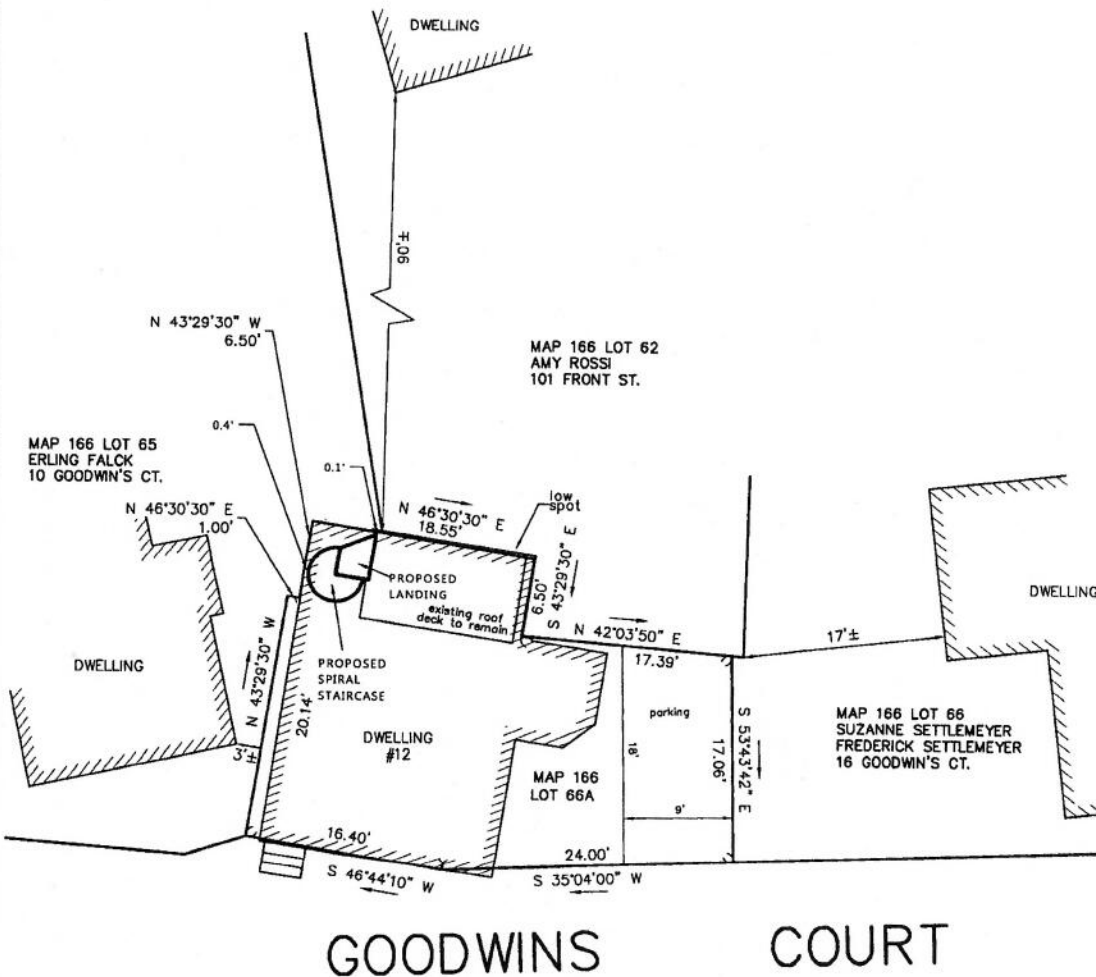 DWELLING
90'±
N 43°29'30" W
6.50'
MAP 166 LOT 62
AMY ROSSI
101 FRONT ST.
0.4'
MAP 166 LOT 65
ERLING FALCK
10 GOODWIN'S CT.
0.1'
N 46°30'30" E
1.00'
N 46°30'30" E
18.55'
low
spot
PROPOSED
LANDING
existing roof
deck to remain
6.50'
S 43°29'30" E
N 42°03'50" E
17.39'
17'±
DWELLING
DWELLING
N 43°29'30" W
20.14'
3'±
PROPOSED
SPIRAL
STAIRCASE
DWELLING
#12
parking
MAP 166
LOT 66A
18'
9'
S 53°43'42" E
17.06'
MAP 166 LOT 66
SUZANNE SETTLEMEYER
FREDERICK SETTLEMEYER
16 GOODWIN'S CT.
16.40'
S 46°44'10" W
24.00'
S 35°04'00" W
GOODWINS COURT